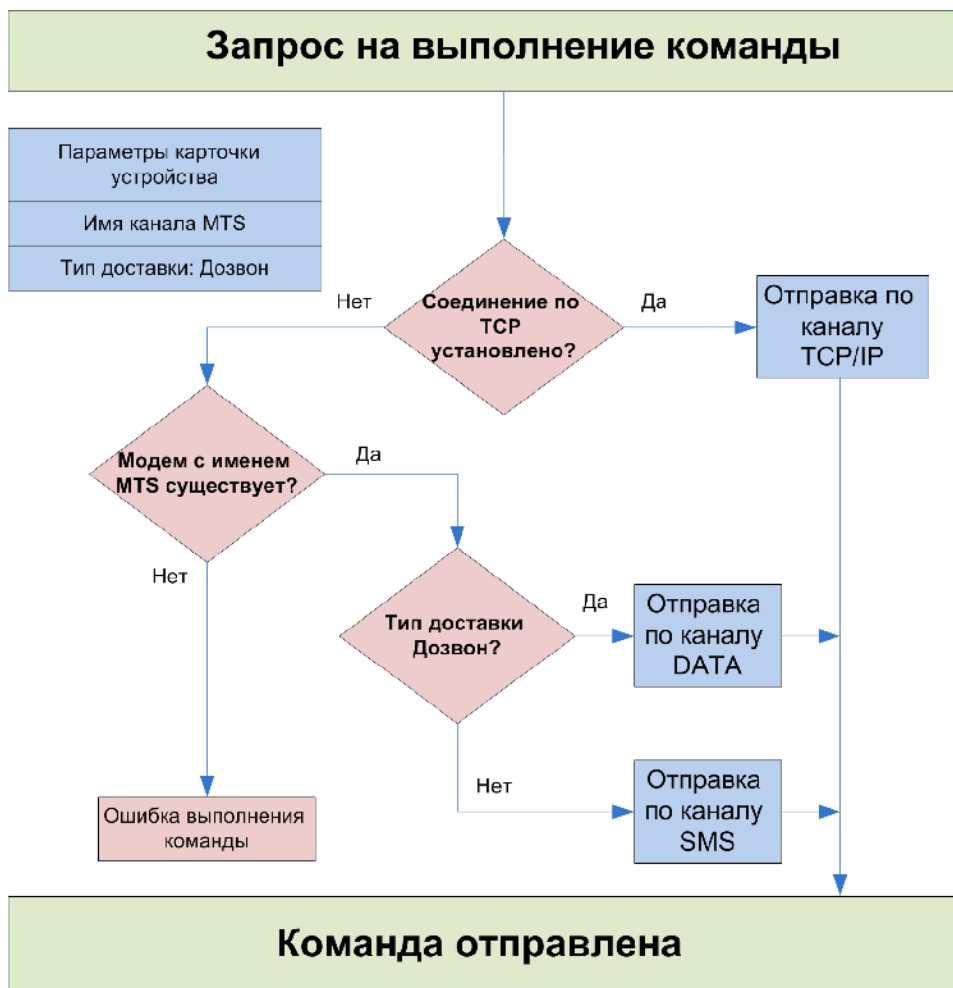 Запрос на выполнение команды
Параметры карточки
устройства
Имя канала MTS
Тип доставки: Дозвон
Нет
Соединение по
TCP
установлено?
Да
Отправка по
каналу
TCP/IP
Модем с именем
MTS существует?
Да
Нет
Тип доставки
Дозвон?
Да
Отправка
по каналу
DATA
Нет
Отправка
по каналу
SMS
Ошибка выполнения
команды
Команда отправлена